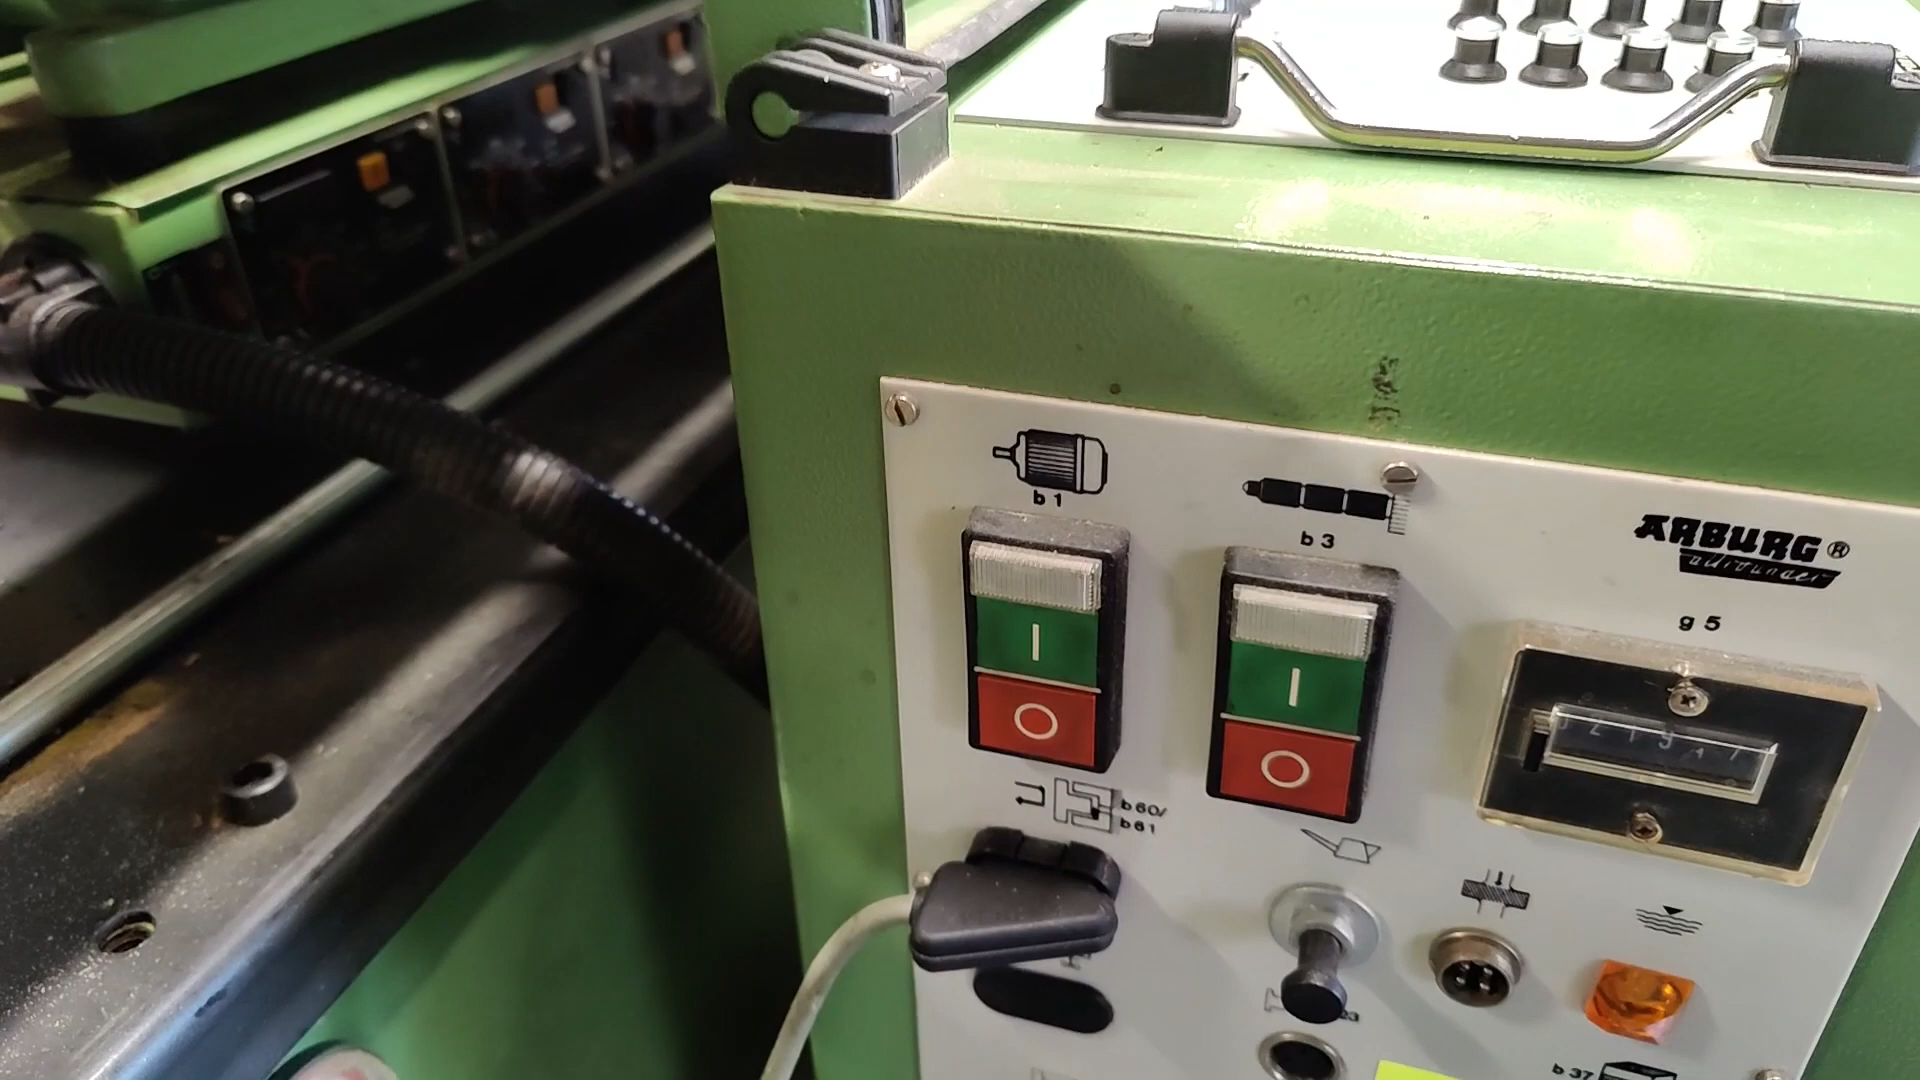 b 1
b 3
ARBURG®
allrounder
g 5
I
I
O
O
b 60/
b 61
b 37